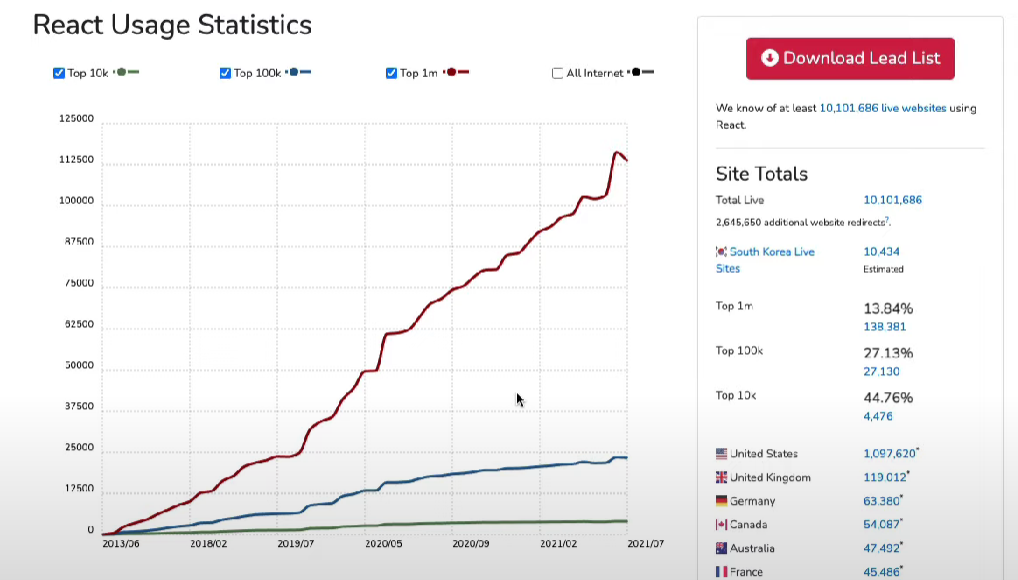 React Usage Statistics
Top 10k
Top 100k
Top 1m
All Internet
125000
112500
100000
87500
75000
62500
50000
37500
25000
12500
0
2013/06
2018/02
2019/07
2020/05
2020/09
2021/02
2021/07
Download Lead List
We know of at least 10,101,686 live websites using
React.
Site Totals
Total Live 10,101,686
2,645,650 additional website redirects?.
South Korea Live 10,434
Sites Estimated
Top 1m 13.84%
138,381
Top 100k 27.13%
27,130
Top 10k 44.76%
4,476
United States 1,097,620*
United Kingdom 119,012*
Germany 63,380*
Canada 54,087*
Australia 47,492*
France 45,486*